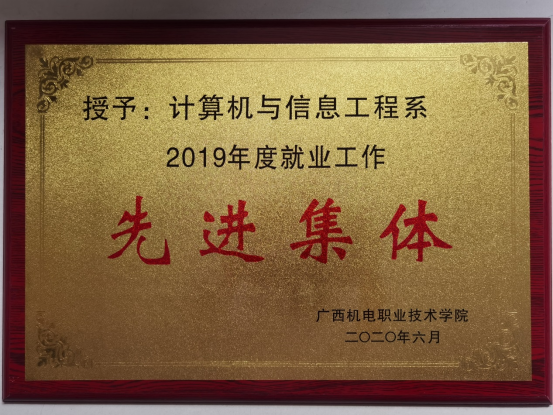 授予：计算机与信息工程系
2019年度就业工作
先进集体
广西机电职业技术学院
二〇二〇年六月